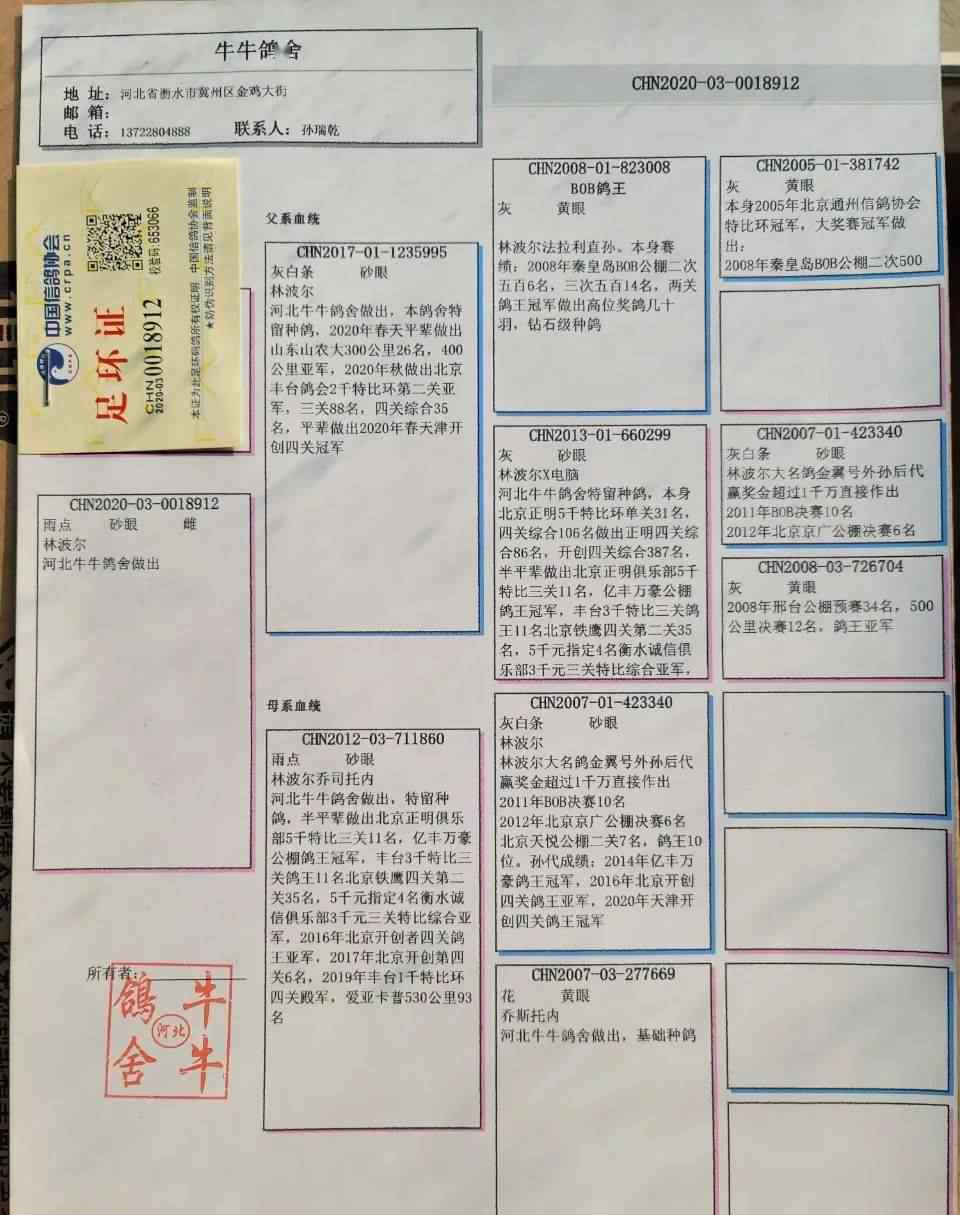 牛牛鸽舍
地 址：河北省衡水市冀州区金鸡大街
邮 箱：
电 话：13722804888 联系人：孙瑞乾
CHN2020-03-0018912
中国信鸽协会
www.crpa.cn
足环证
CHN
2020-03
0018912
校验码:663066
中国信鸽协会监制
本证为此足环码鸽所有权证明
★防伪识别方法请见背面说明
CHN2020-03-0018912
雨点 砂眼 雌
林波尔
河北牛牛鸽舍做出
所有者:
牛牛鸽舍
河北
父系血统
CHN2017-01-1235995
灰白条 砂眼
林波尔
河北牛牛鸽舍做出，本鸽舍特
留种鸽，2020年春天平辈做出
山东山农大300公里26名，400
公里亚军，2020年秋做出北京
丰台鸽会2千特比环第二关亚
军，三关88名，四关综合35
名，平辈做出2020年春天津开
创四关冠军
母系血统
CHN2012-03-711860
雨点 砂眼
林波尔乔司托内
河北牛牛鸽舍做出，特留种
鸽，半平辈做出北京正明俱乐
部5千特比三关11名，亿丰万豪
公棚鸽王冠军，丰台3千特比三
关鸽王11名北京铁鹰四关第二
关35名，5千元指定4名衡水诚
信俱乐部3千元三关特比综合亚
军，2016年北京开创者四关鸽
王亚军，2017年北京开创第四
关6名，2019年丰台1千特比环
四关殿军，爱亚卡普530公里93
名
CHN2008-01-823008
BOB鸽王
灰 黄眼
林波尔法拉利直孙。本身赛
绩：2008年秦皇岛BOB公棚二次
五百6名，三次五百14名，两关
鸽王冠军做出高位奖鸽几十
羽，钻石级种鸽
CHN2013-01-660299
灰 砂眼
林波尔X电脑
河北牛牛鸽舍特留种鸽，本身
北京正明5千特比环单关31名，
四关综合106名做出正明四关综
合86名，开创四关综合387名，
半平辈做出北京正明俱乐部5千
特比三关11名，亿丰万豪公棚
鸽王冠军，丰台3千特比三关鸽
王11名北京铁鹰四关第二关35
名，5千元指定4名衡水诚信俱
乐部3千元三关特比综合亚军，
CHN2007-01-423340
灰白条 砂眼
林波尔
林波尔大名鸽金翼号外孙后代
赢奖金超过1千万直接作出
2011年BOB决赛10名
2012年北京京广公棚决赛6名
北京天悦公棚二关7名，鸽王10
位。孙代成绩：2014年亿丰万
豪鸽王冠军，2016年北京开创
四关鸽王亚军，2020年天津开
创四关鸽王冠军
CHN2007-03-277669
花 黄眼
乔斯托内
河北牛牛鸽舍做出，基础种鸽
CHN2005-01-381742
灰 黄眼
本身2005年北京通州信鸽协会
特比环冠军，大奖赛冠军做
出：
2008年秦皇岛BOB公棚二次500
CHN2007-01-423340
灰白条 砂眼
林波尔大名鸽金翼号外孙后代
赢奖金超过1千万直接作出
2011年BOB决赛10名
2012年北京京广公棚决赛6名
CHN2008-03-726704
灰 黄眼
2008年邢台公棚预赛34名，500
公里决赛12名，鸽王亚军